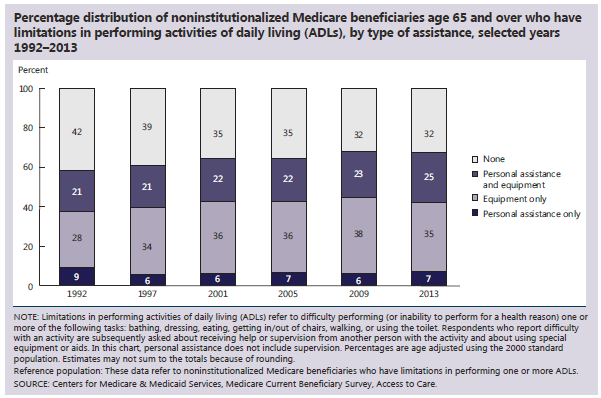 Percentage distribution of noninstitutionalized Medicare beneficiaries age 65 and over who have
limitations in performing activities of daily living (ADLs), by type of assistance, selected years
1992–2013
Percent
100
80
60
40
20
0
42
21
28
9
39
21
34
6
35
22
36
6
35
22
36
7
32
23
38
6
32
25
35
7
1992
1997
2001
2005
2009
2013
None
Personal assistance
and equipment
Equipment only
Personal assistance only
NOTE: Limitations in performing activities of daily living (ADLs) refer to difficulty performing (or inability to perform for a health reason) one or
more of the following tasks: bathing, dressing, eating, getting in/out of chairs, walking, or using the toilet. Respondents who report difficulty
with an activity are subsequently asked about receiving help or supervision from another person with the activity and about using special
equipment or aids. In this chart, personal assistance does not include supervision. Percentages are age adjusted using the 2000 standard
population. Estimates may not sum to the totals because of rounding.
Reference population: These data refer to noninstitutionalized Medicare beneficiaries who have limitations in performing one or more ADLs.
SOURCE: Centers for Medicare & Medicaid Services, Medicare Current Beneficiary Survey, Access to Care.